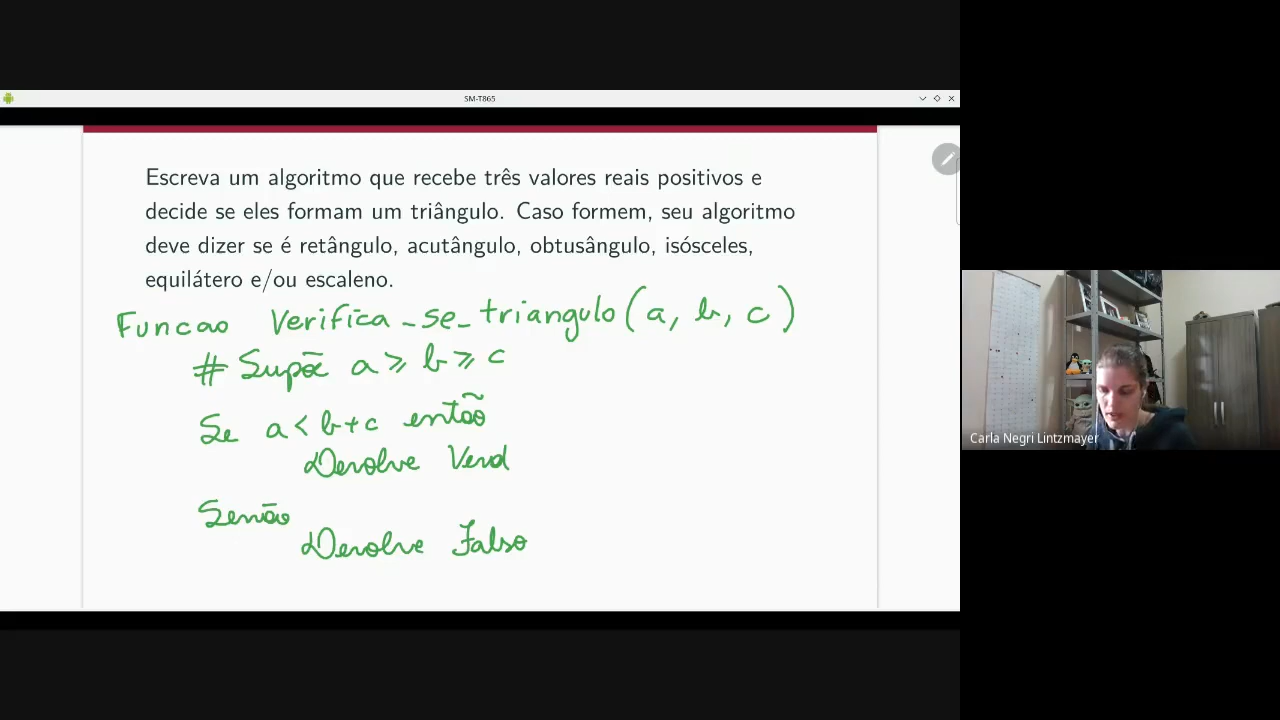 SM-T865
Escreva um algoritmo que recebe três valores reais positivos e
decide se eles formam um triângulo. Caso formem, seu algoritmo
deve dizer se é retângulo, acutângulo, obtusângulo, isósceles,
equilátero e/ou escaleno.
Funcao Verifica_se_triangulo(a, b, c)
# Supõe a ≥ b ≥ c
Se a < b + c então
Devolve Verd
Senão
Devolve Falso
Carla Negri Lintzmayer